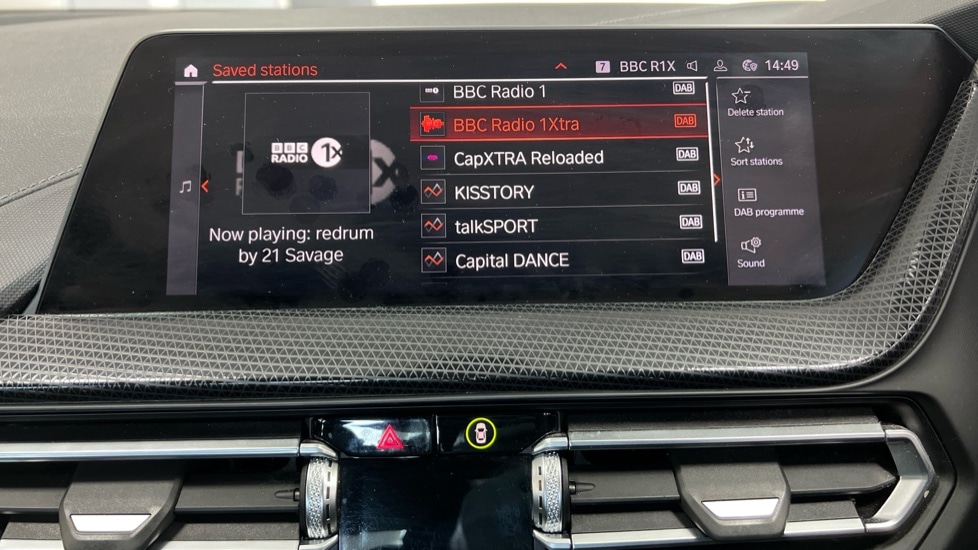 Saved stations
7 BBC R1X 14:49
BBC RADIO 1X
Now playing: redrum
by 21 Savage
BBC Radio 1 DAB
BBC Radio 1Xtra DAB
CapXTRA Reloaded DAB
KISSTORY DAB
talkSPORT DAB
Capital DANCE DAB
Delete station
Sort stations
DAB programme
Sound